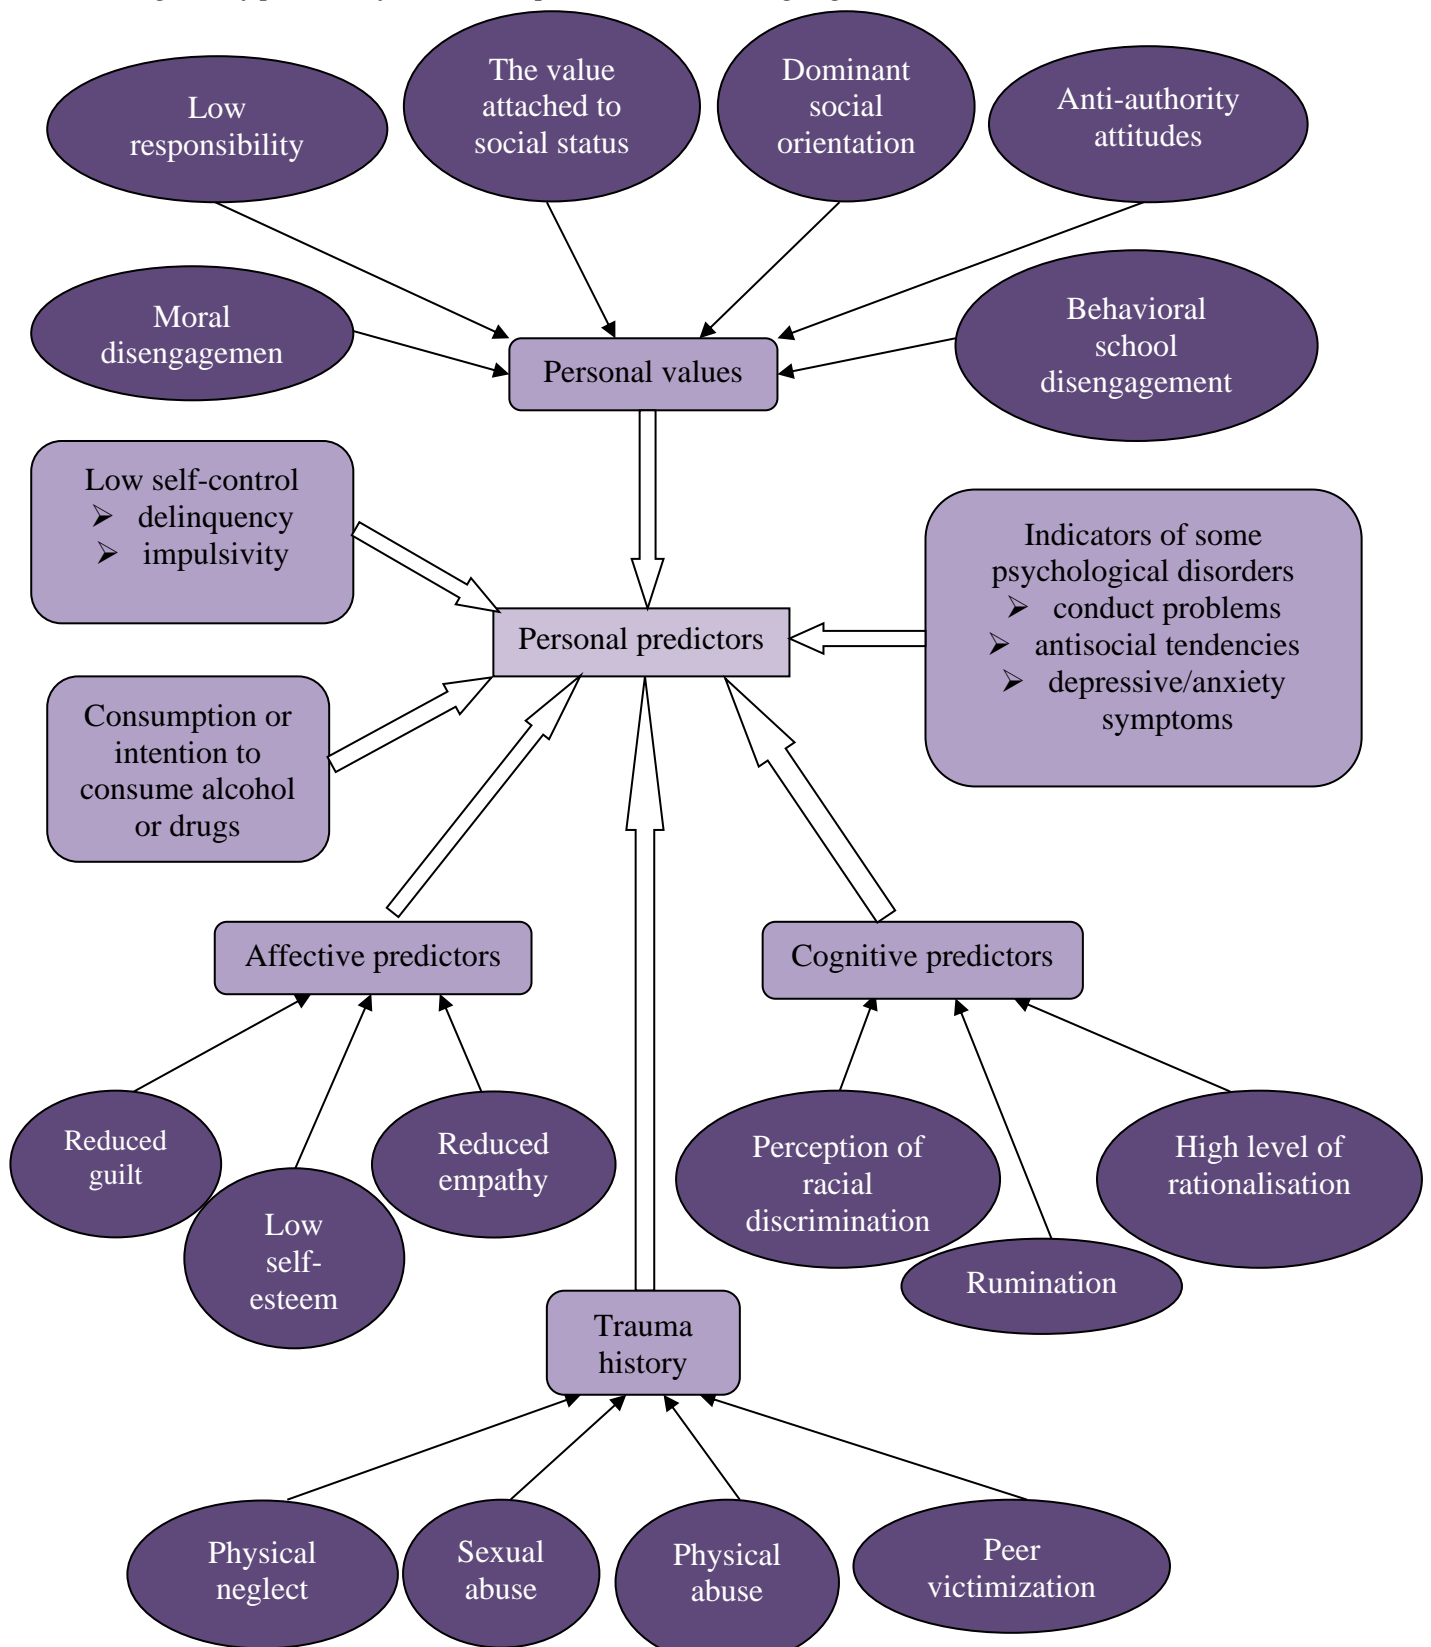 Low
responsibility
The value
attached to
social status
Dominant
social
orientation
Anti-authority
attitudes
Moral
disengagemen
Personal values
Behavioral
school
disengagement
Low self-control
➢ delinquency
➢ impulsivity
Personal predictors
Indicators of some
psychological disorders
➢ conduct problems
➢ antisocial tendencies
➢ depressive/anxiety
symptoms
Consumption or
intention to
consume alcohol
or drugs
Affective predictors
Cognitive predictors
Reduced
guilt
Low
self-
esteem
Reduced
empathy
Perception of
racial
discrimination
Rumination
High level of
rationalisation
Trauma
history
Physical
neglect
Sexual
abuse
Physical
abuse
Peer
victimization